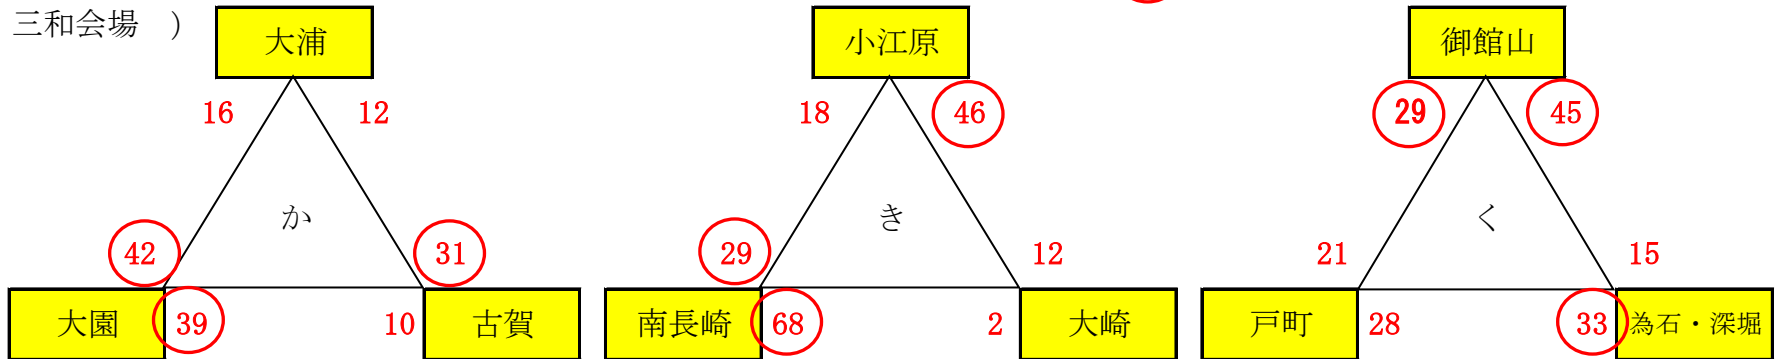 三和会場 ）
大浦 小江原 御館山
16 12 18 46 29 45
か き く
42 31 29 12 21 15
大園 39 10 古賀 南長崎 68 2 大崎 戸町 28 33 為石・深堀